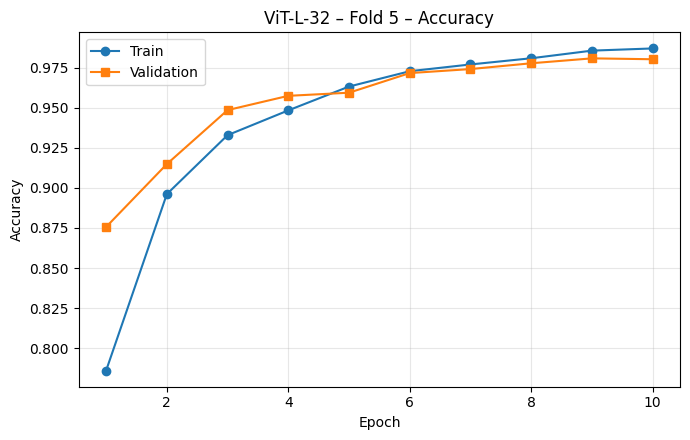 ViT-L-32 – Fold 5 – Accuracy
Train
Validation
Accuracy
0.975
0.950
0.925
0.900
0.875
0.850
0.825
0.800
2 4 6 8 10
Epoch